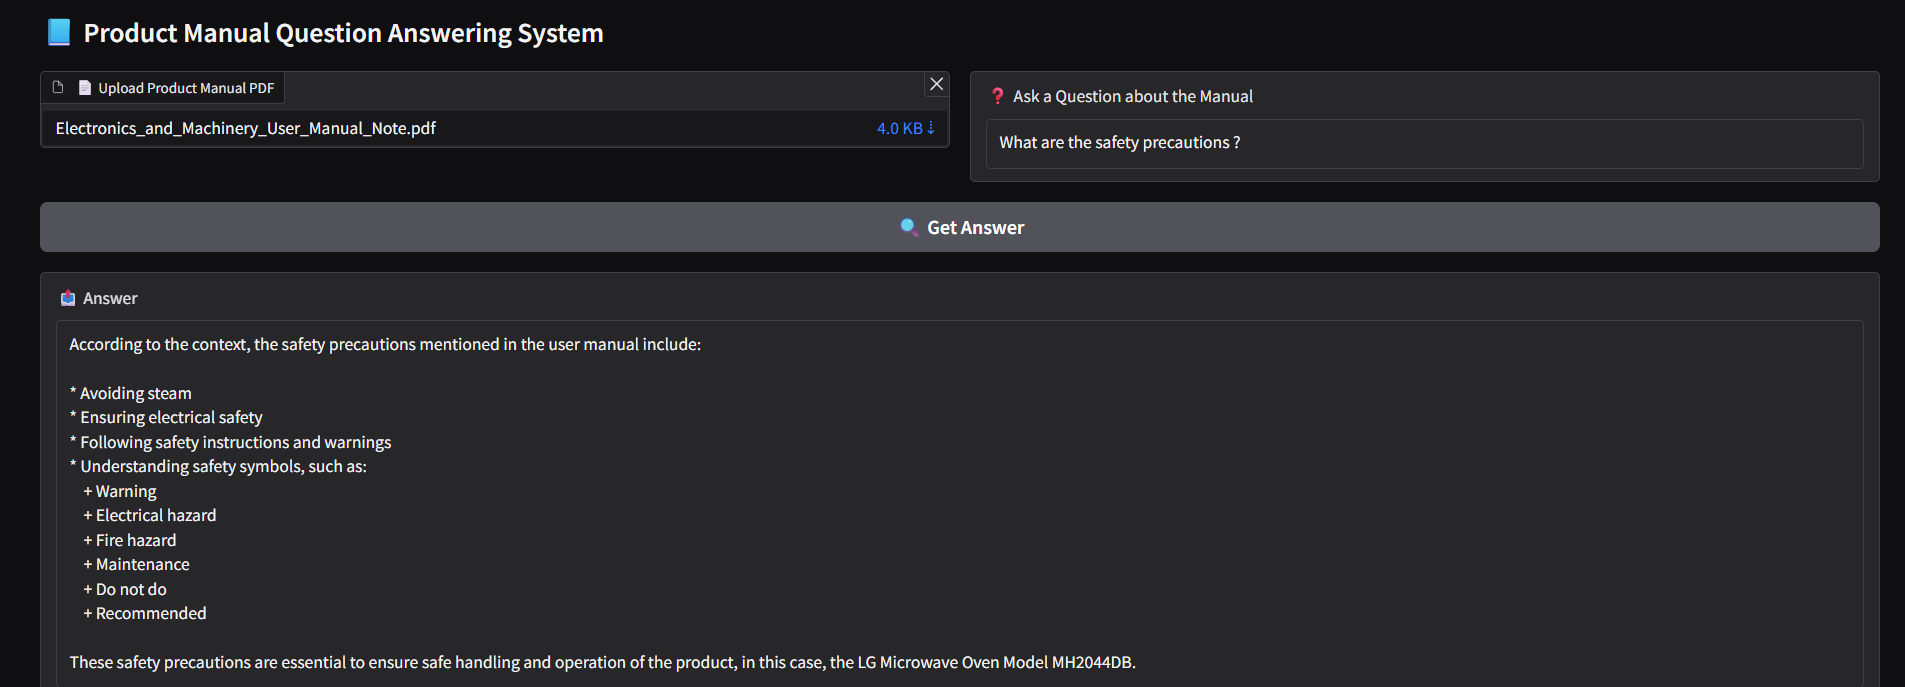 Product Manual Question Answering System
Upload Product Manual PDF
Electronics_and_Machinery_User_Manual_Note.pdf
4.0 KB ⇣
Ask a Question about the Manual
What are the safety precautions ?
Get Answer
Answer
According to the context, the safety precautions mentioned in the user manual include:
* Avoiding steam
* Ensuring electrical safety
* Following safety instructions and warnings
* Understanding safety symbols, such as:
+ Warning
+ Electrical hazard
+ Fire hazard
+ Maintenance
+ Do not do
+ Recommended
These safety precautions are essential to ensure safe handling and operation of the product, in this case, the LG Microwave Oven Model MH2044DB.